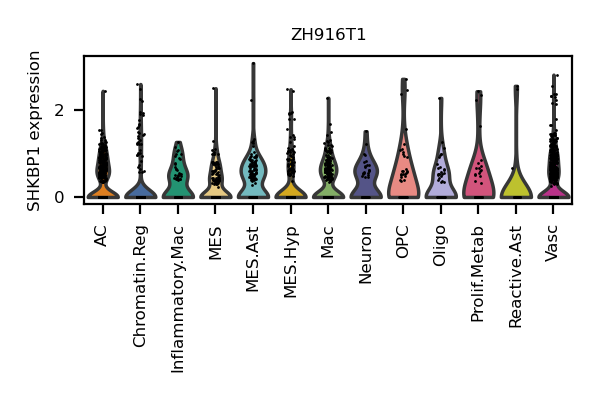 ZH916T1
SHKBP1 expression
2
0
AC
Chromatin.Reg
Inflammatory.Mac
MES
MES.Ast
MES.Hyp
Mac
Neuron
OPC
Oligo
Prolif.Metab
Reactive.Ast
Vasc